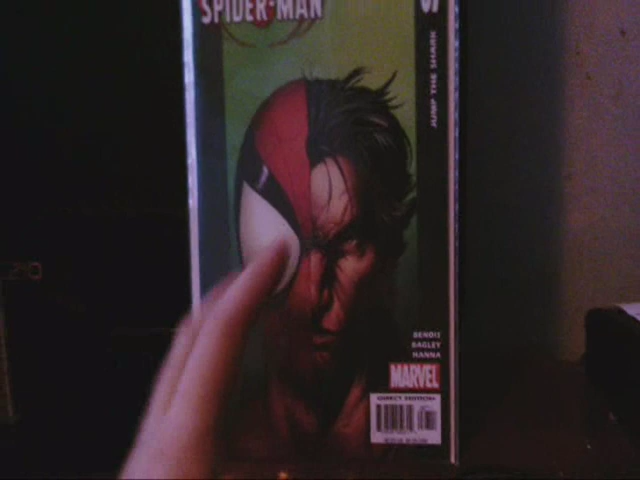 SPIDER-MAN
JUMP THE SHARK
BENDIS
BAGLEY
HANNA
MARVEL
DIRECT EDITION